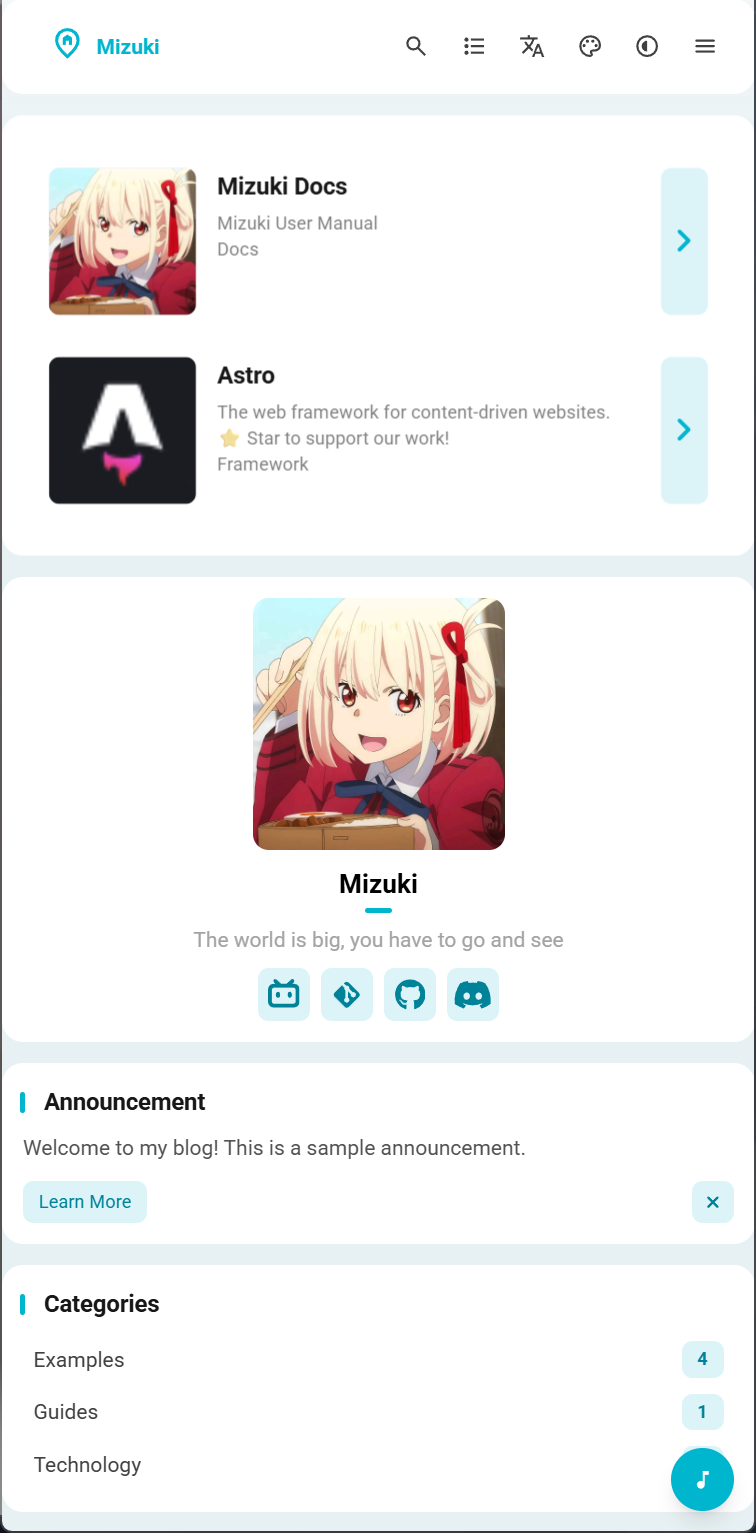 Mizuki
Mizuki Docs
Mizuki User Manual
Docs
Astro
The web framework for content-driven websites.
⭐ Star to support our work!
Framework
Mizuki
The world is big, you have to go and see
Announcement
Welcome to my blog! This is a sample announcement.
Learn More
Categories
Examples
4
Guides
1
Technology